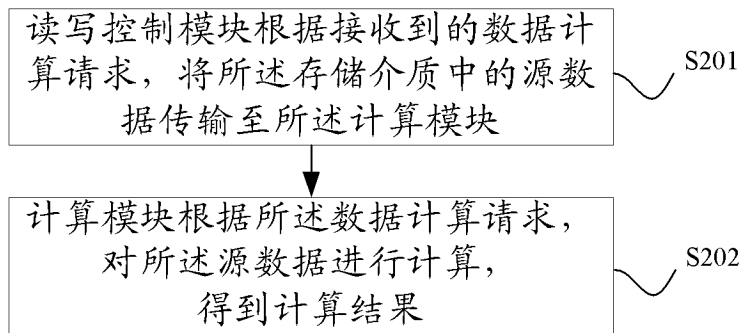 读写控制模块根据接收到的数据计
算请求，将所述存储介质中的源数
据传输至所述计算模块
S201
计算模块根据所述数据计算请求，
对所述源数据进行计算，
得到计算结果
S202